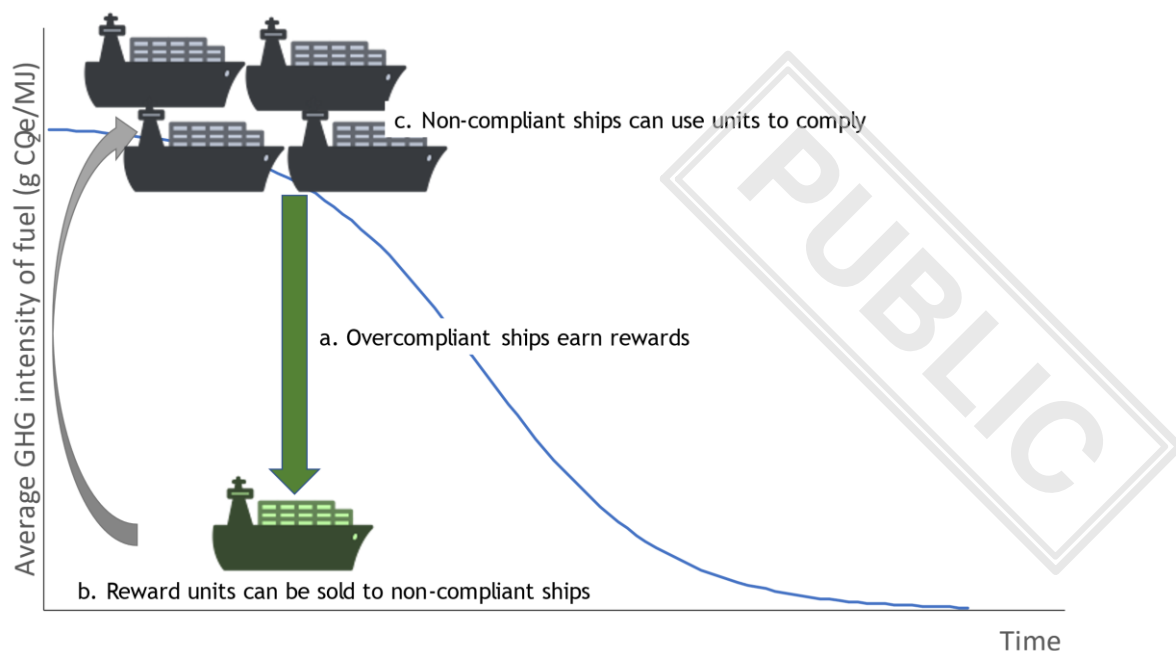 Average GHG intensity of fuel (g CO2e/MJ)
c. Non-compliant ships can use units to comply
PUBLIC
a. Overcompliant ships earn rewards
b. Reward units can be sold to non-compliant ships
Time